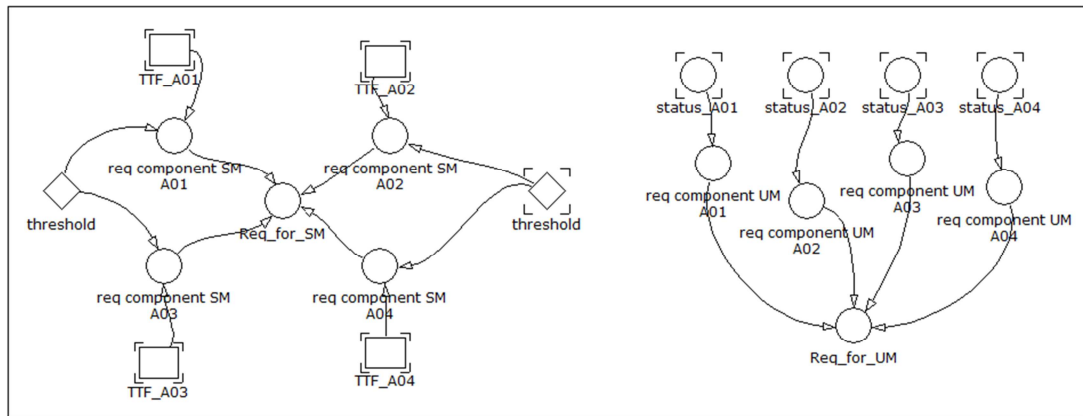 TTF_A01
TTF_A02
req component SM
A01
req component SM
A02
threshold
Req_for_SM
threshold
req component SM
A03
req component SM
A04
TTF_A03
TTF_A04
status_A01
status_A02
status_A03
status_A04
req component UM
A01
req component UM
A02
req component UM
A03
req component UM
A04
Req_for_UM